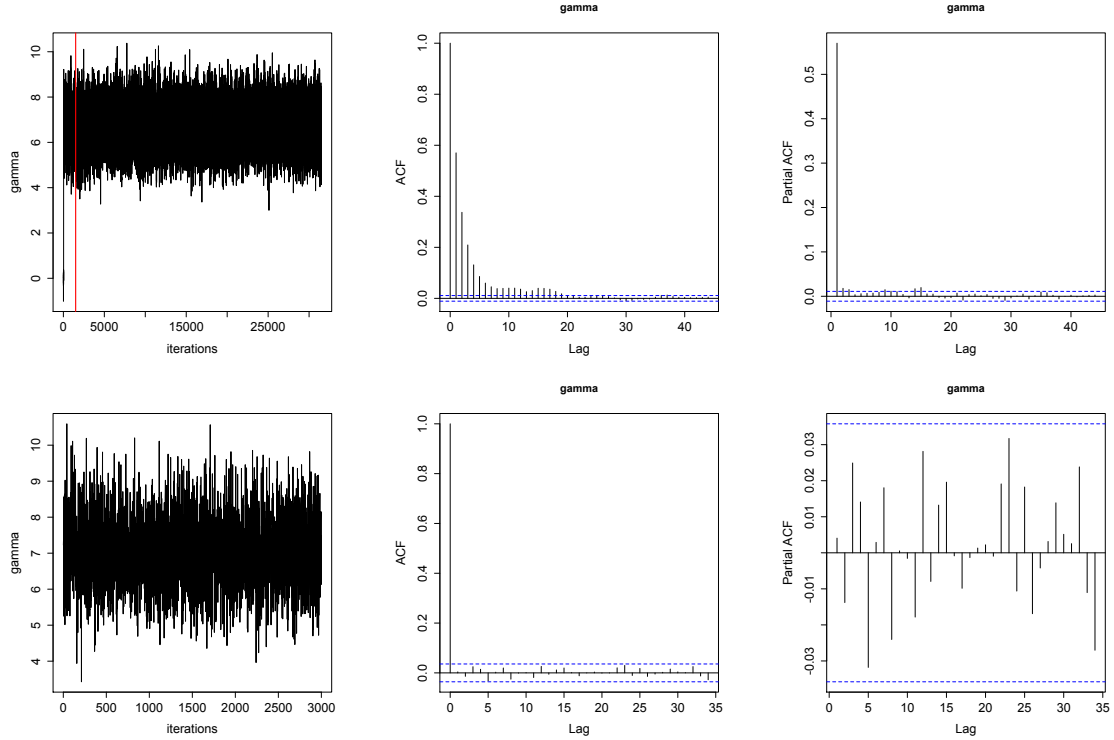 gamma
gamma
gamma
0 2 4 6 8 10
0 5000 15000 25000
iterations
ACF
0.0 0.2 0.4 0.6 0.8 1.0
0 10 20 30 40
Lag
Partial ACF
0.0 0.1 0.2 0.3 0.4 0.5
0 10 20 30 40
Lag
gamma
gamma
gamma
4 5 6 7 8 9 10
0 500 1000 1500 2000 2500 3000
iterations
ACF
0.0 0.2 0.4 0.6 0.8 1.0
0 5 10 15 20 25 30 35
Lag
Partial ACF
-0.03 -0.01 0.01 0.02 0.03
0 5 10 15 20 25 30 35
Lag